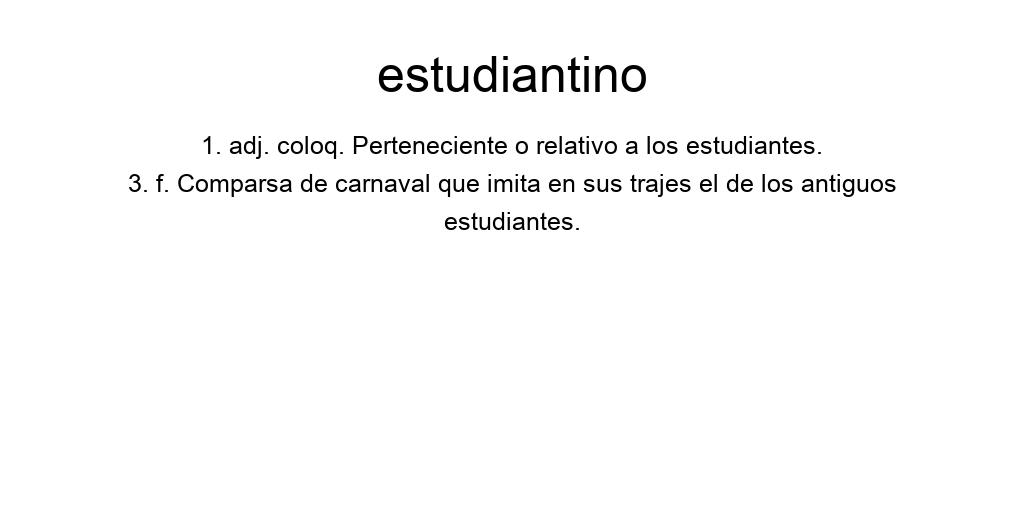 estudiantino
1. adj. coloq. Perteneciente o relativo a los estudiantes.
3. f. Comparsa de carnaval que imita en sus trajes el de los antiguos
estudiantes.